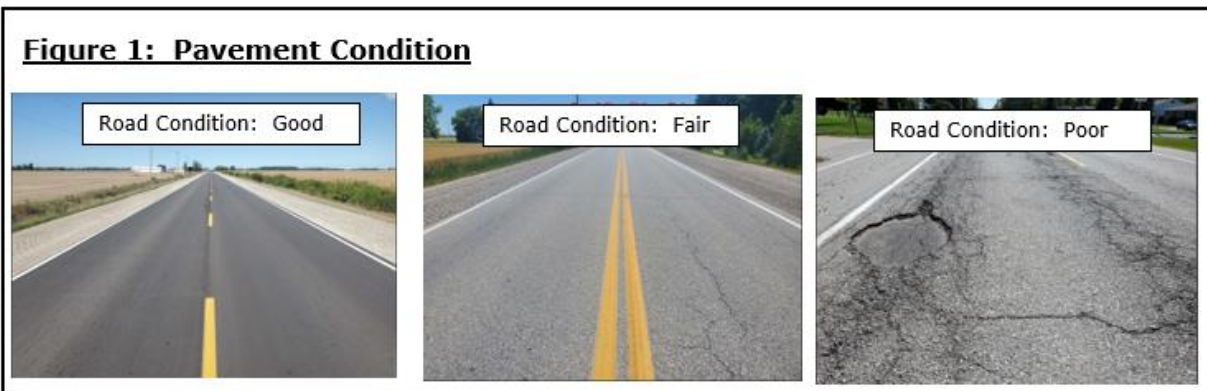 Figure 1:  Pavement Condition
Road Condition:  Good
Road Condition:  Fair
Road Condition:  Poor